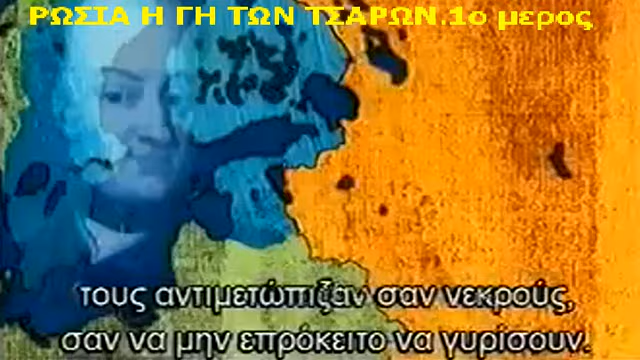 ΡΩΣΙΑ Η ΓΗ ΤΩΝ ΤΣΑΡΩΝ.1ο μερος
τους αντιμετώπιζαν σαν νεκρούς,
σαν να μην επρόκειτο να γυρίσουν.